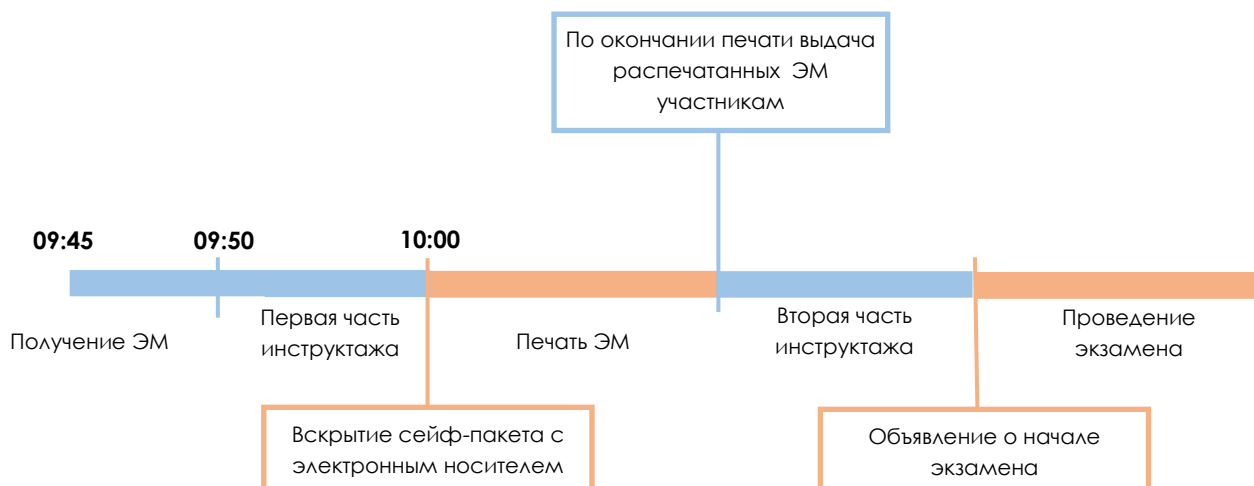 По окончании печати выдача
распечатанных ЭМ
участникам
09:45
09:50
10:00
Получение ЭМ
Первая часть
инструктажа
Печать ЭМ
Вторая часть
инструктажа
Проведение
экзамена
Вскрытие сейф-пакета с
электронным носителем
Объявление о начале
экзамена